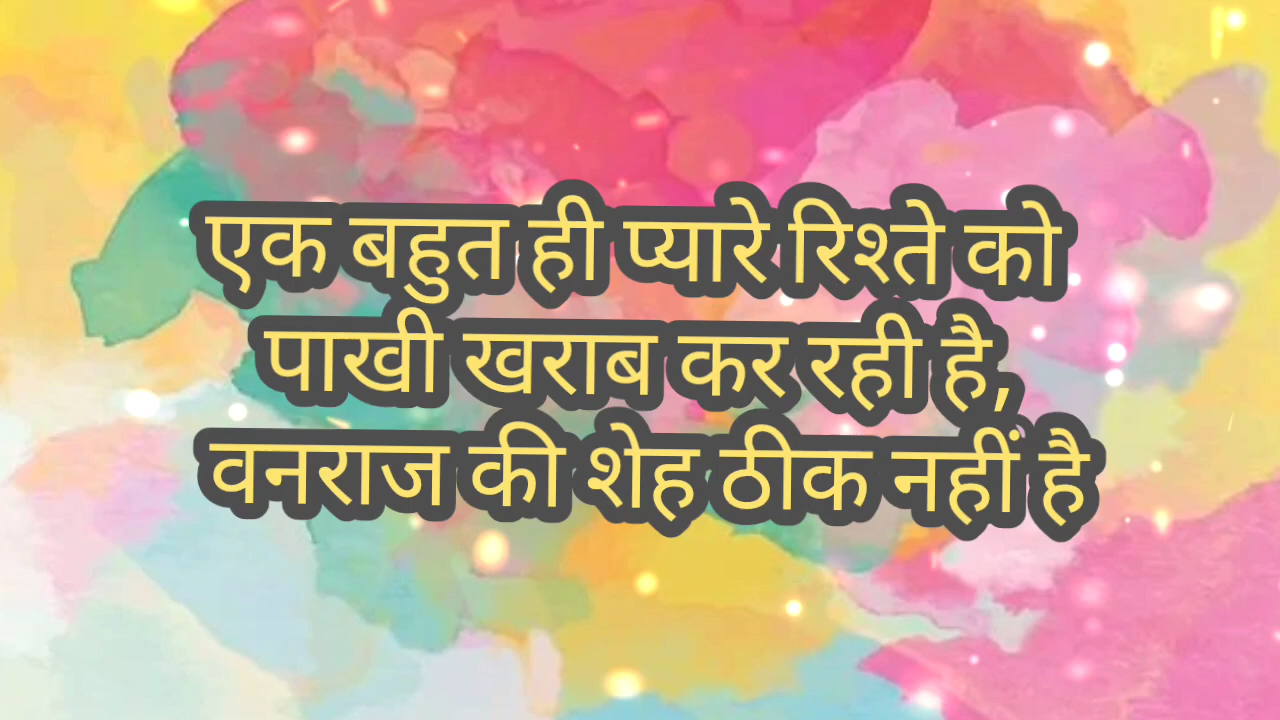 एक बहुत ही प्यारे रिश्ते को
पाखी खराब कर रही है,
वनराज की शेह ठीक नहीं है